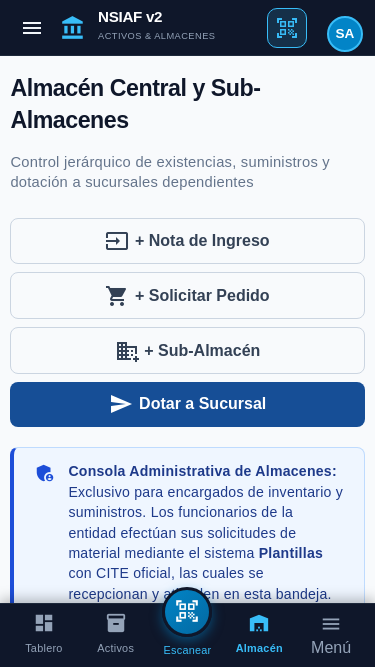 NSIAF v2
ACTIVOS & ALMACENES
SA
Almacén Central y Sub-
Almacenes
Control jerárquico de existencias, suministros y
dotación a sucursales dependientes
+ Nota de Ingreso
+ Solicitar Pedido
+ Sub-Almacén
Dotar a Sucursal
Consola Administrativa de Almacenes:
Exclusivo para encargados de inventario y
suministros. Los funcionarios de la
entidad efectúan sus solicitudes de
material mediante el sistema Plantillas
con CITE oficial, las cuales se
recepcionan y atienden en esta bandeja.
Tablero
Activos
Escanear
Almacén
Menú